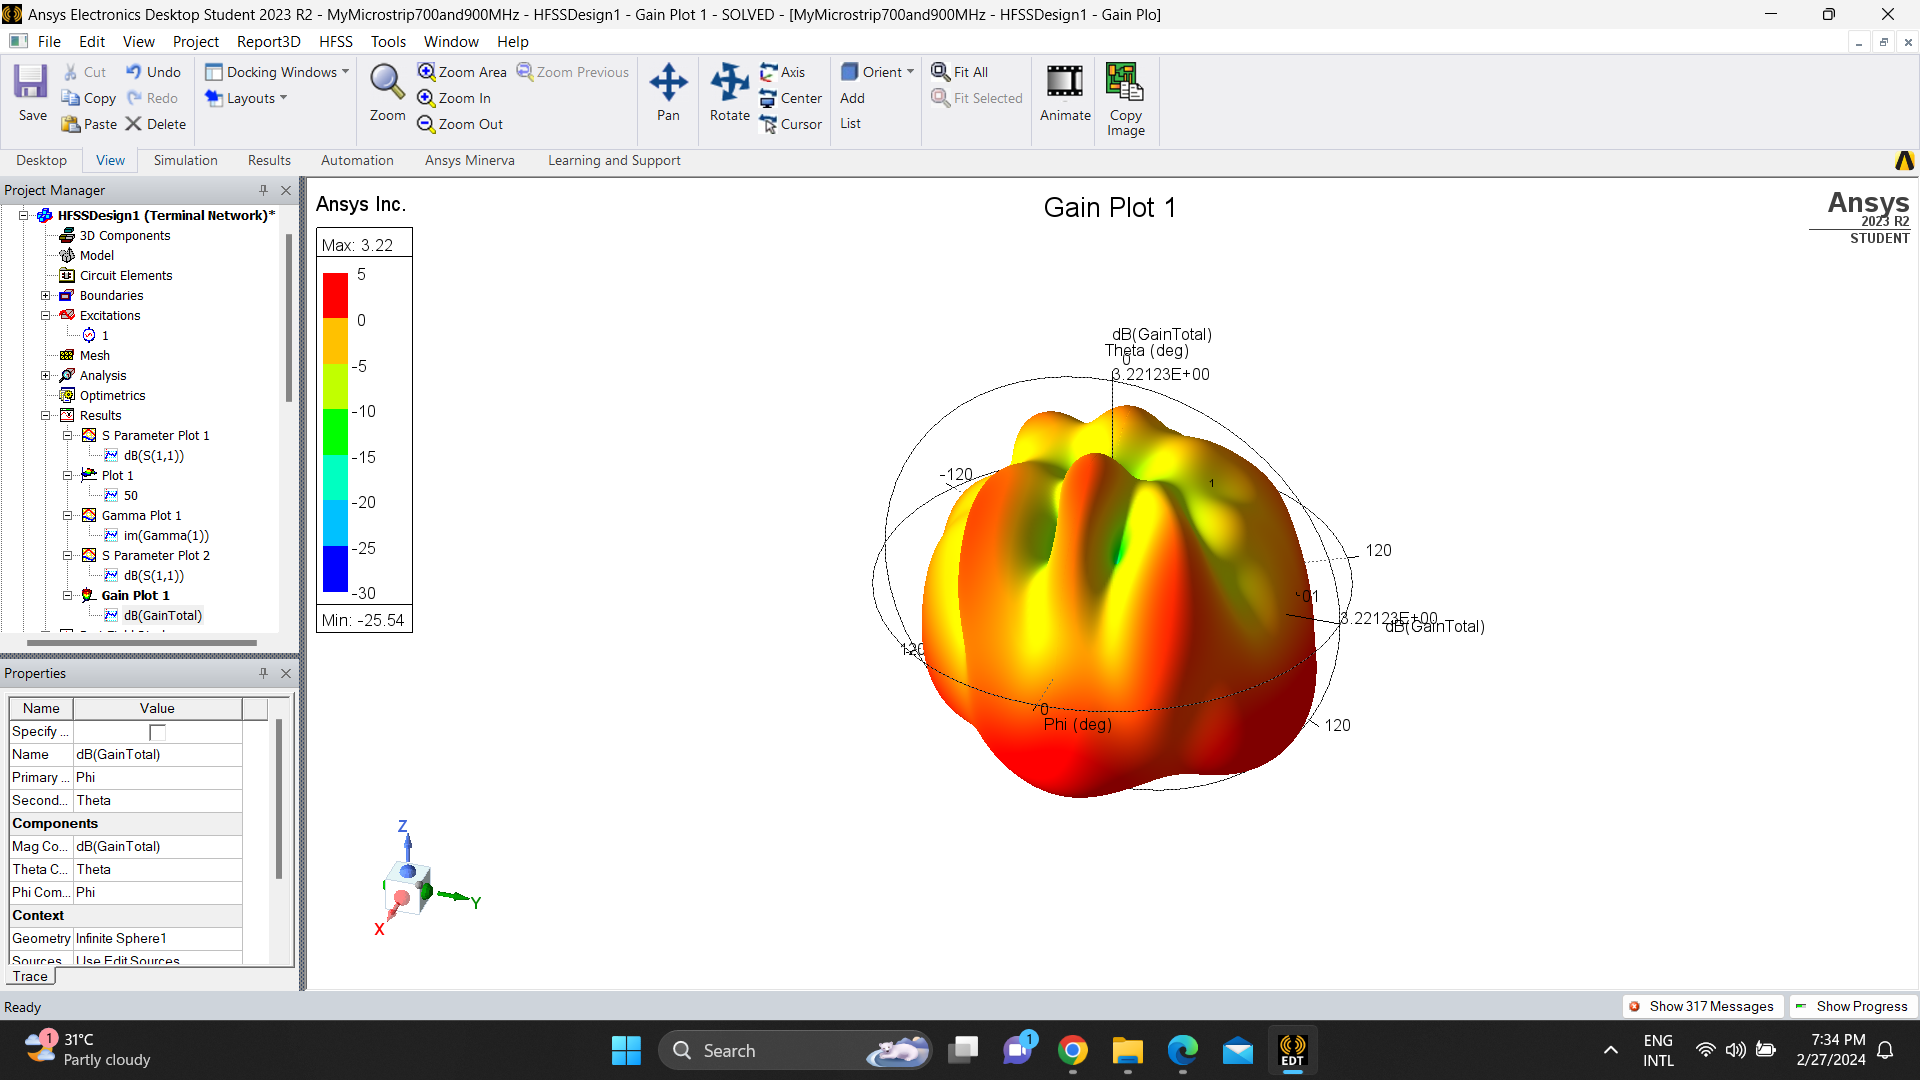 Ansys Electronics Desktop Student 2023 R2 - MyMicrostrip700and900MHz - HFSSDesign1 - Gain Plot 1 - SOLVED - [MyMicrostrip700and900MHz - HFSSDesign1 - Gain Plo]
File Edit View Project Report3D HFSS Tools Window Help
Save
Cut
Copy
Paste
Undo
Redo
Delete
Docking Windows
Layouts
Zoom
Zoom Area
Zoom In
Zoom Out
Zoom Previous
Pan
Rotate
Axis
Center
Cursor
Orient
Add
List
Fit All
Fit Selected
Animate
Copy
Image
Desktop View Simulation Results Automation Ansys Minerva Learning and Support
Project Manager
HFSSDesign1 (Terminal Network)*
3D Components
Model
Circuit Elements
Boundaries
Excitations
1
Mesh
Analysis
Optimetrics
Results
S Parameter Plot 1
dB(S(1,1))
Plot 1
50
Gamma Plot 1
im(Gamma(1))
S Parameter Plot 2
dB(S(1,1))
Gain Plot 1
dB(GainTotal)
Properties
Name Value
Specify ...
Name dB(GainTotal)
Primary ... Phi
Second... Theta
Components
Mag Co... dB(GainTotal)
Theta C... Theta
Phi Com... Phi
Context
Geometry Infinite Sphere1
Sources Use Edit Sources
Trace
Ansys Inc.
Max: 3.22
5
0
-5
-10
-15
-20
-25
-30
Min: -25.54
Gain Plot 1
Ansys
2023 R2
STUDENT
dB(GainTotal)
Theta (deg)
0
3.22123E+00
-120
1
120
3.22123E+00
dB(GainTotal)
120
0
Phi (deg)
120
Z
Y
X
Ready
Show 317 Messages
Show Progress
1
31°C
Partly cloudy
Search
1
EDT
ENG
INTL
7:34 PM
2/27/2024